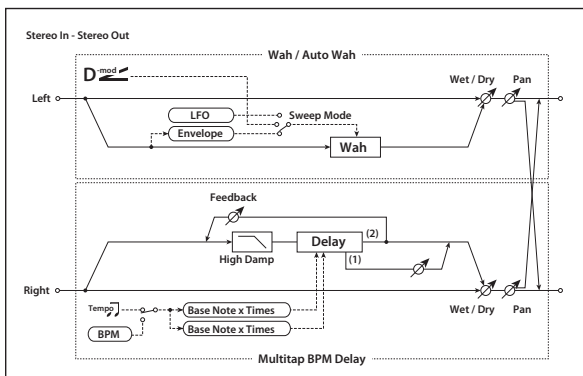 Stereo In - Stereo Out
Wah / Auto Wah
D-mod
Wet / Dry
Pan
Left
LFO
Sweep Mode
Envelope
Wah
Feedback
Delay
(2)
(1)
High Damp
Right
Tempo
Base Note x Times
BPM
Base Note x Times
Wet / Dry
Pan
Multitap BPM Delay